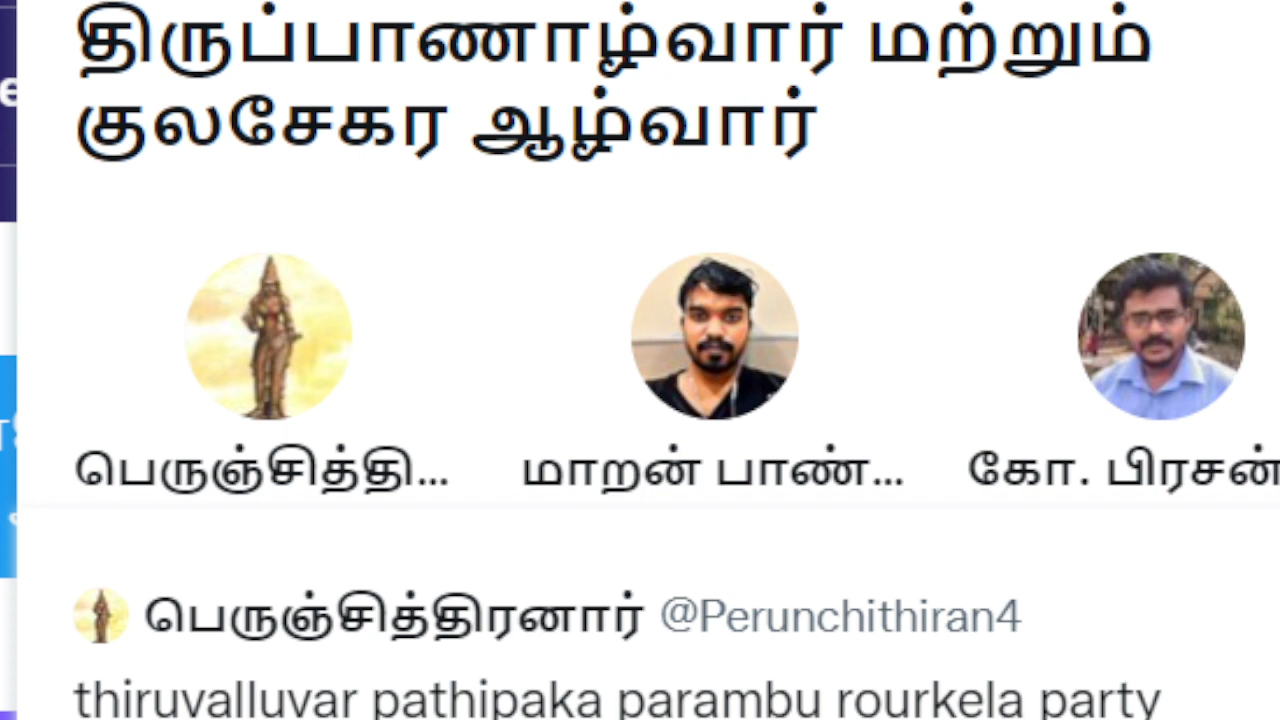 திருப்பாணாழ்வார் மற்றும்
குலசேகர ஆழ்வார்
பெருஞ்சித்தி... மாறன் பாண்... கோ. பிரசன்
பெருஞ்சித்திரனார் @Perunchithiran4
thiruvalluvar pathipaka parambu rourkela party